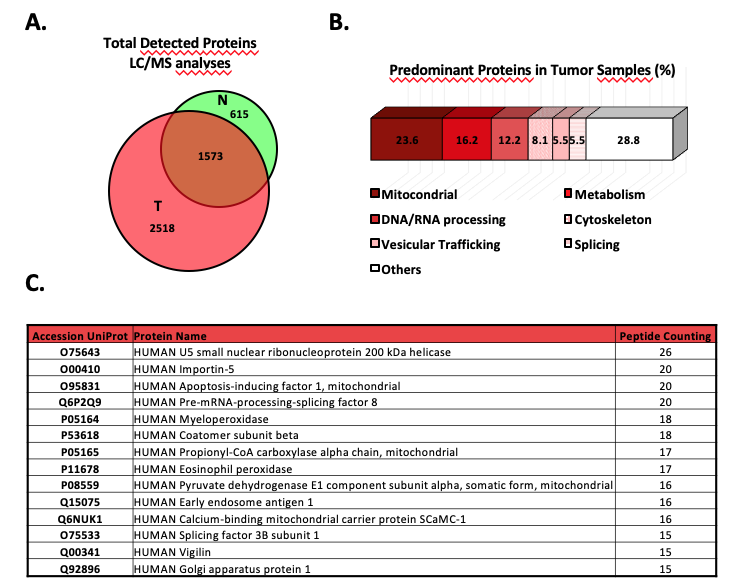 A.
Total Detected Proteins
LC/MS analyses
N
615
1573
T
2518
B.
Predominant Proteins in Tumor Samples (%)
23.6 16.2 12.2 8.1 5.5 5.5 28.8
Mitocondrial Metabolism
DNA/RNA processing Cytoskeleton
Vesicular Trafficking Splicing
Others
C.
Accession UniProt Protein Name Peptide Counting
O75643 HUMAN U5 small nuclear ribonucleoprotein 200 kDa helicase 26
O00410 HUMAN Importin-5 20
O95831 HUMAN Apoptosis-inducing factor 1, mitochondrial 20
Q6P2Q9 HUMAN Pre-mRNA-processing-splicing factor 8 20
P05164 HUMAN Myeloperoxidase 18
P53618 HUMAN Coatomer subunit beta 18
P05165 HUMAN Propionyl-CoA carboxylase alpha chain, mitochondrial 17
P11678 HUMAN Eosinophil peroxidase 17
P08559 HUMAN Pyruvate dehydrogenase E1 component subunit alpha, somatic form, mitochondrial 16
Q15075 HUMAN Early endosome antigen 1 16
Q6NUK1 HUMAN Calcium-binding mitochondrial carrier protein SCaMC-1 16
O75533 HUMAN Splicing factor 3B subunit 1 15
Q00341 HUMAN Vigilin 15
Q92896 HUMAN Golgi apparatus protein 1 15